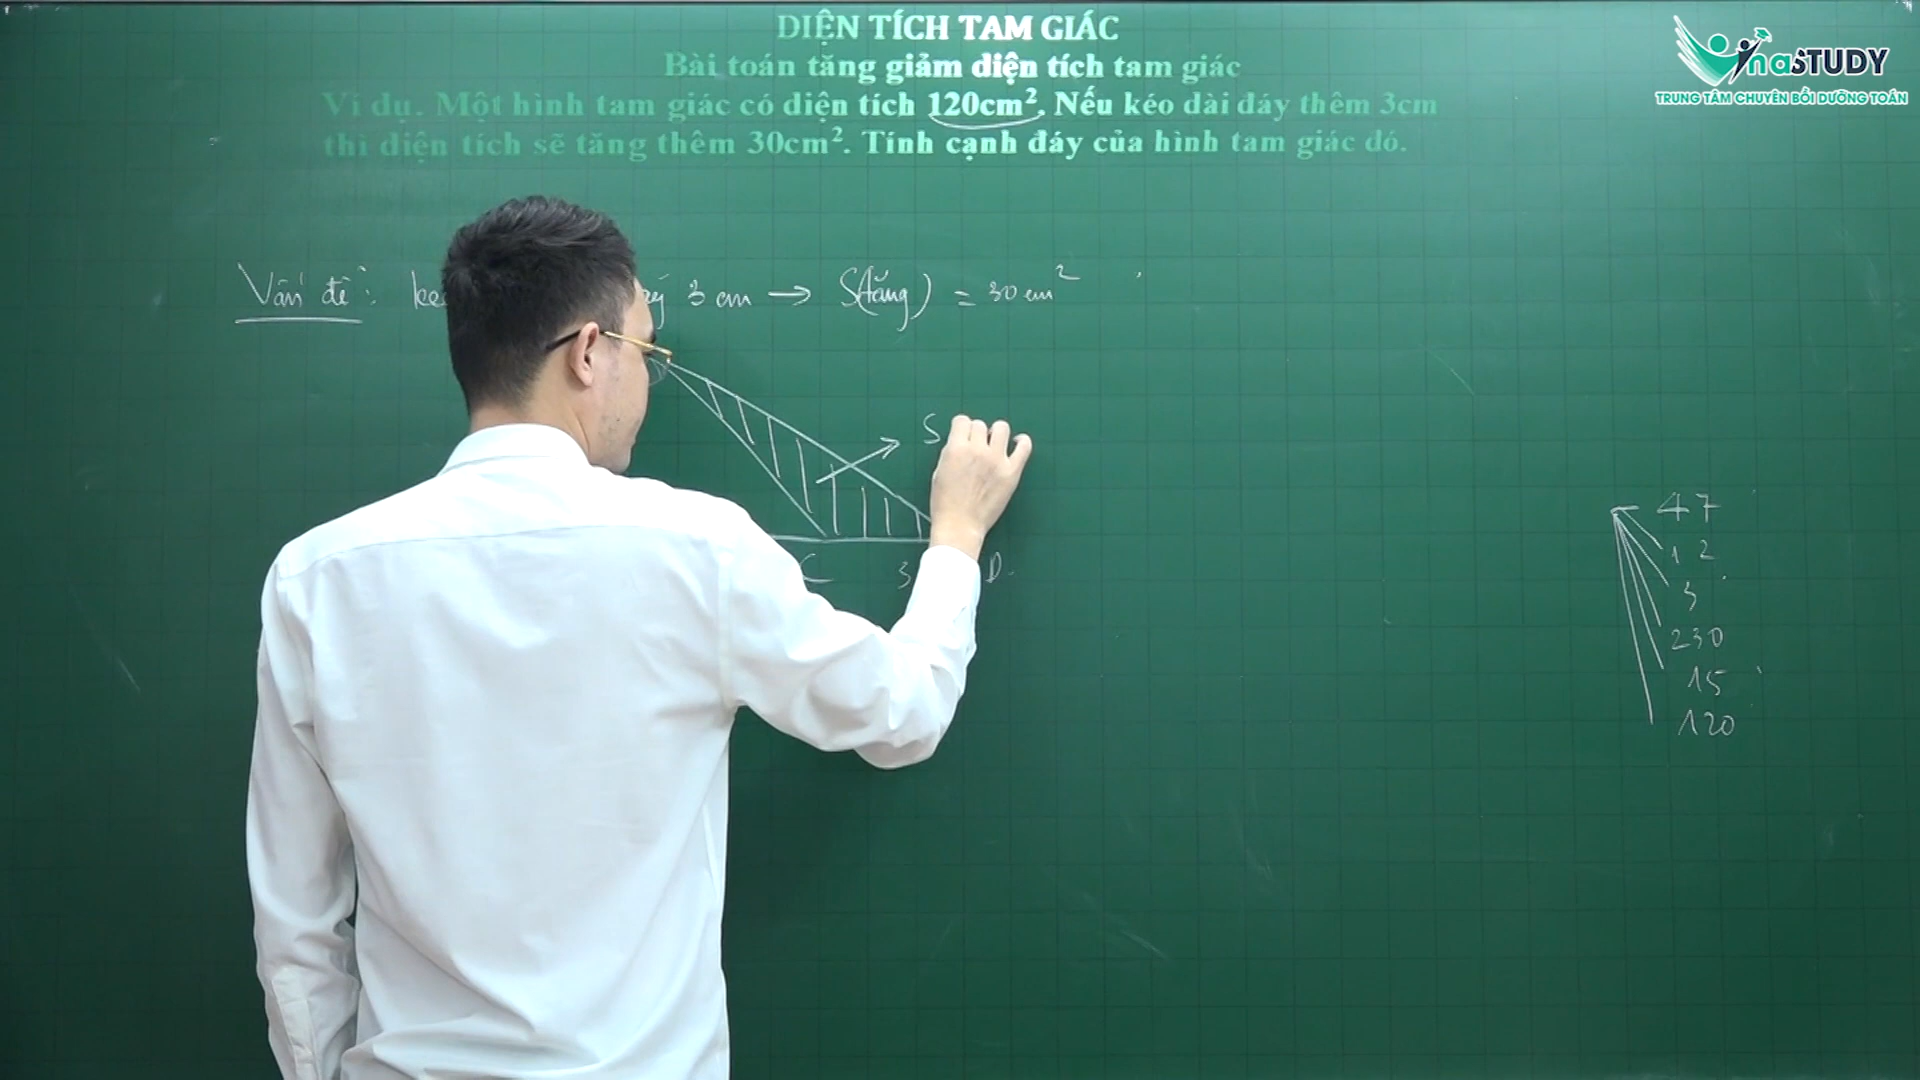 DIỆN TÍCH TAM GIÁC
Bài toán tăng giảm diện tích tam giác
Ví dụ. Một hình tam giác có diện tích 120cm². Nếu kéo dài đáy thêm 3cm
thì diện tích sẽ tăng thêm 30cm². Tính cạnh đáy của hình tam giác đó.
VinaSTUDY
TRUNG TÂM CHUYÊN BỒI DƯỠNG TOÁN
Vấn đề: 3 cm → S(tăng) = 30 cm²
S
C 3 D
47
12
3
230
15
120